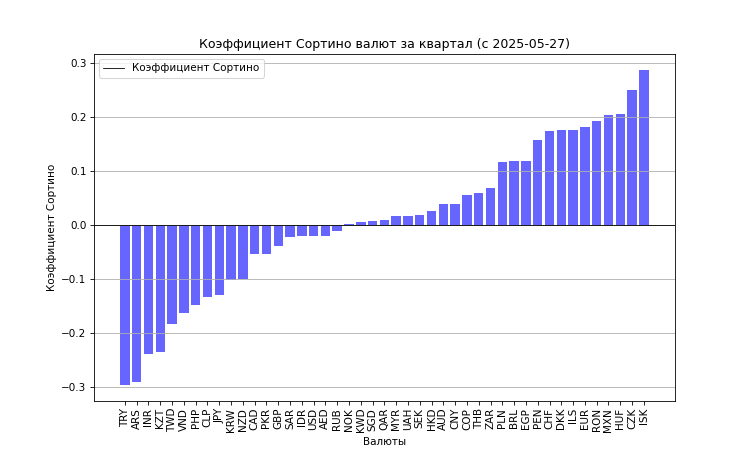 Коэффициент Сортино валют за квартал (с 2025-05-27)
Коэффициент Сортино
0.3
0.2
0.1
0.0
−0.1
−0.2
−0.3
Коэффициент Сортино
TRY
ARS
INR
KZT
TWD
VND
PHP
CLP
JPY
KRW
NZD
CAD
PKR
GBP
SAR
IDR
USD
AED
RUB
NOK
KWD
SGD
QAR
MYR
UAH
SEK
HKD
AUD
CNY
COP
THB
ZAR
PLN
BRL
EGP
PEN
CHF
DKK
ILS
EUR
RON
MXN
HUF
CZK
ISK
Валюты